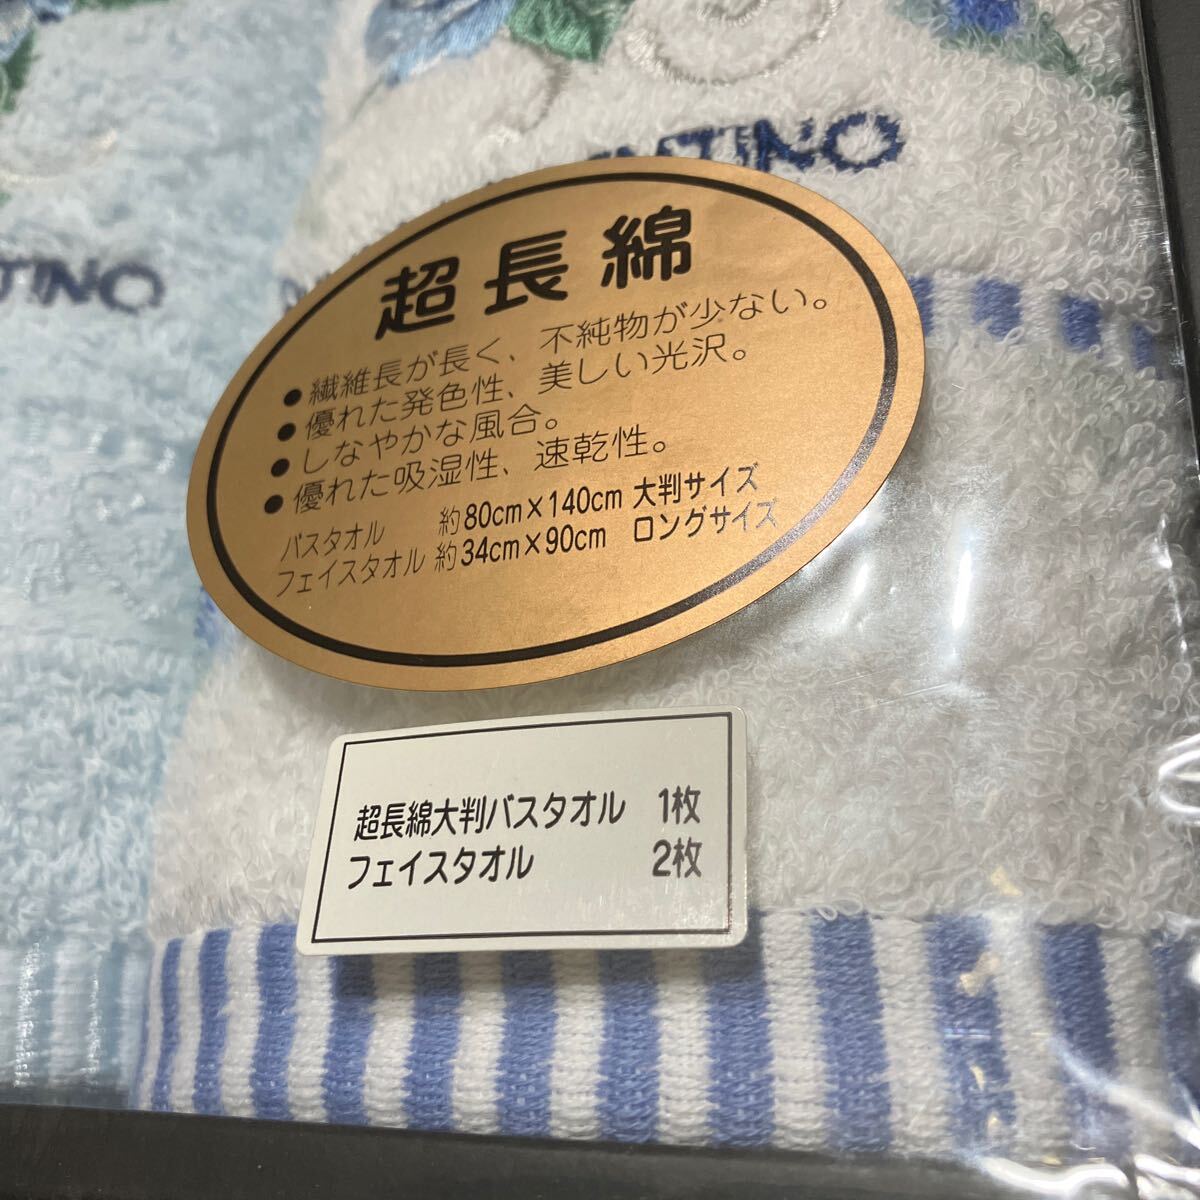 NTINO
TINO
超長綿
●繊維長が長く、不純物が少ない。
●優れた発色性、美しい光沢。
●しなやかな風合。
●優れた吸湿性、速乾性。
バスタオル 約80cm×140cm 大判サイズ
フェイスタオル 約34cm×90cm ロングサイズ
超長綿大判バスタオル 1枚
フェイスタオル 2枚